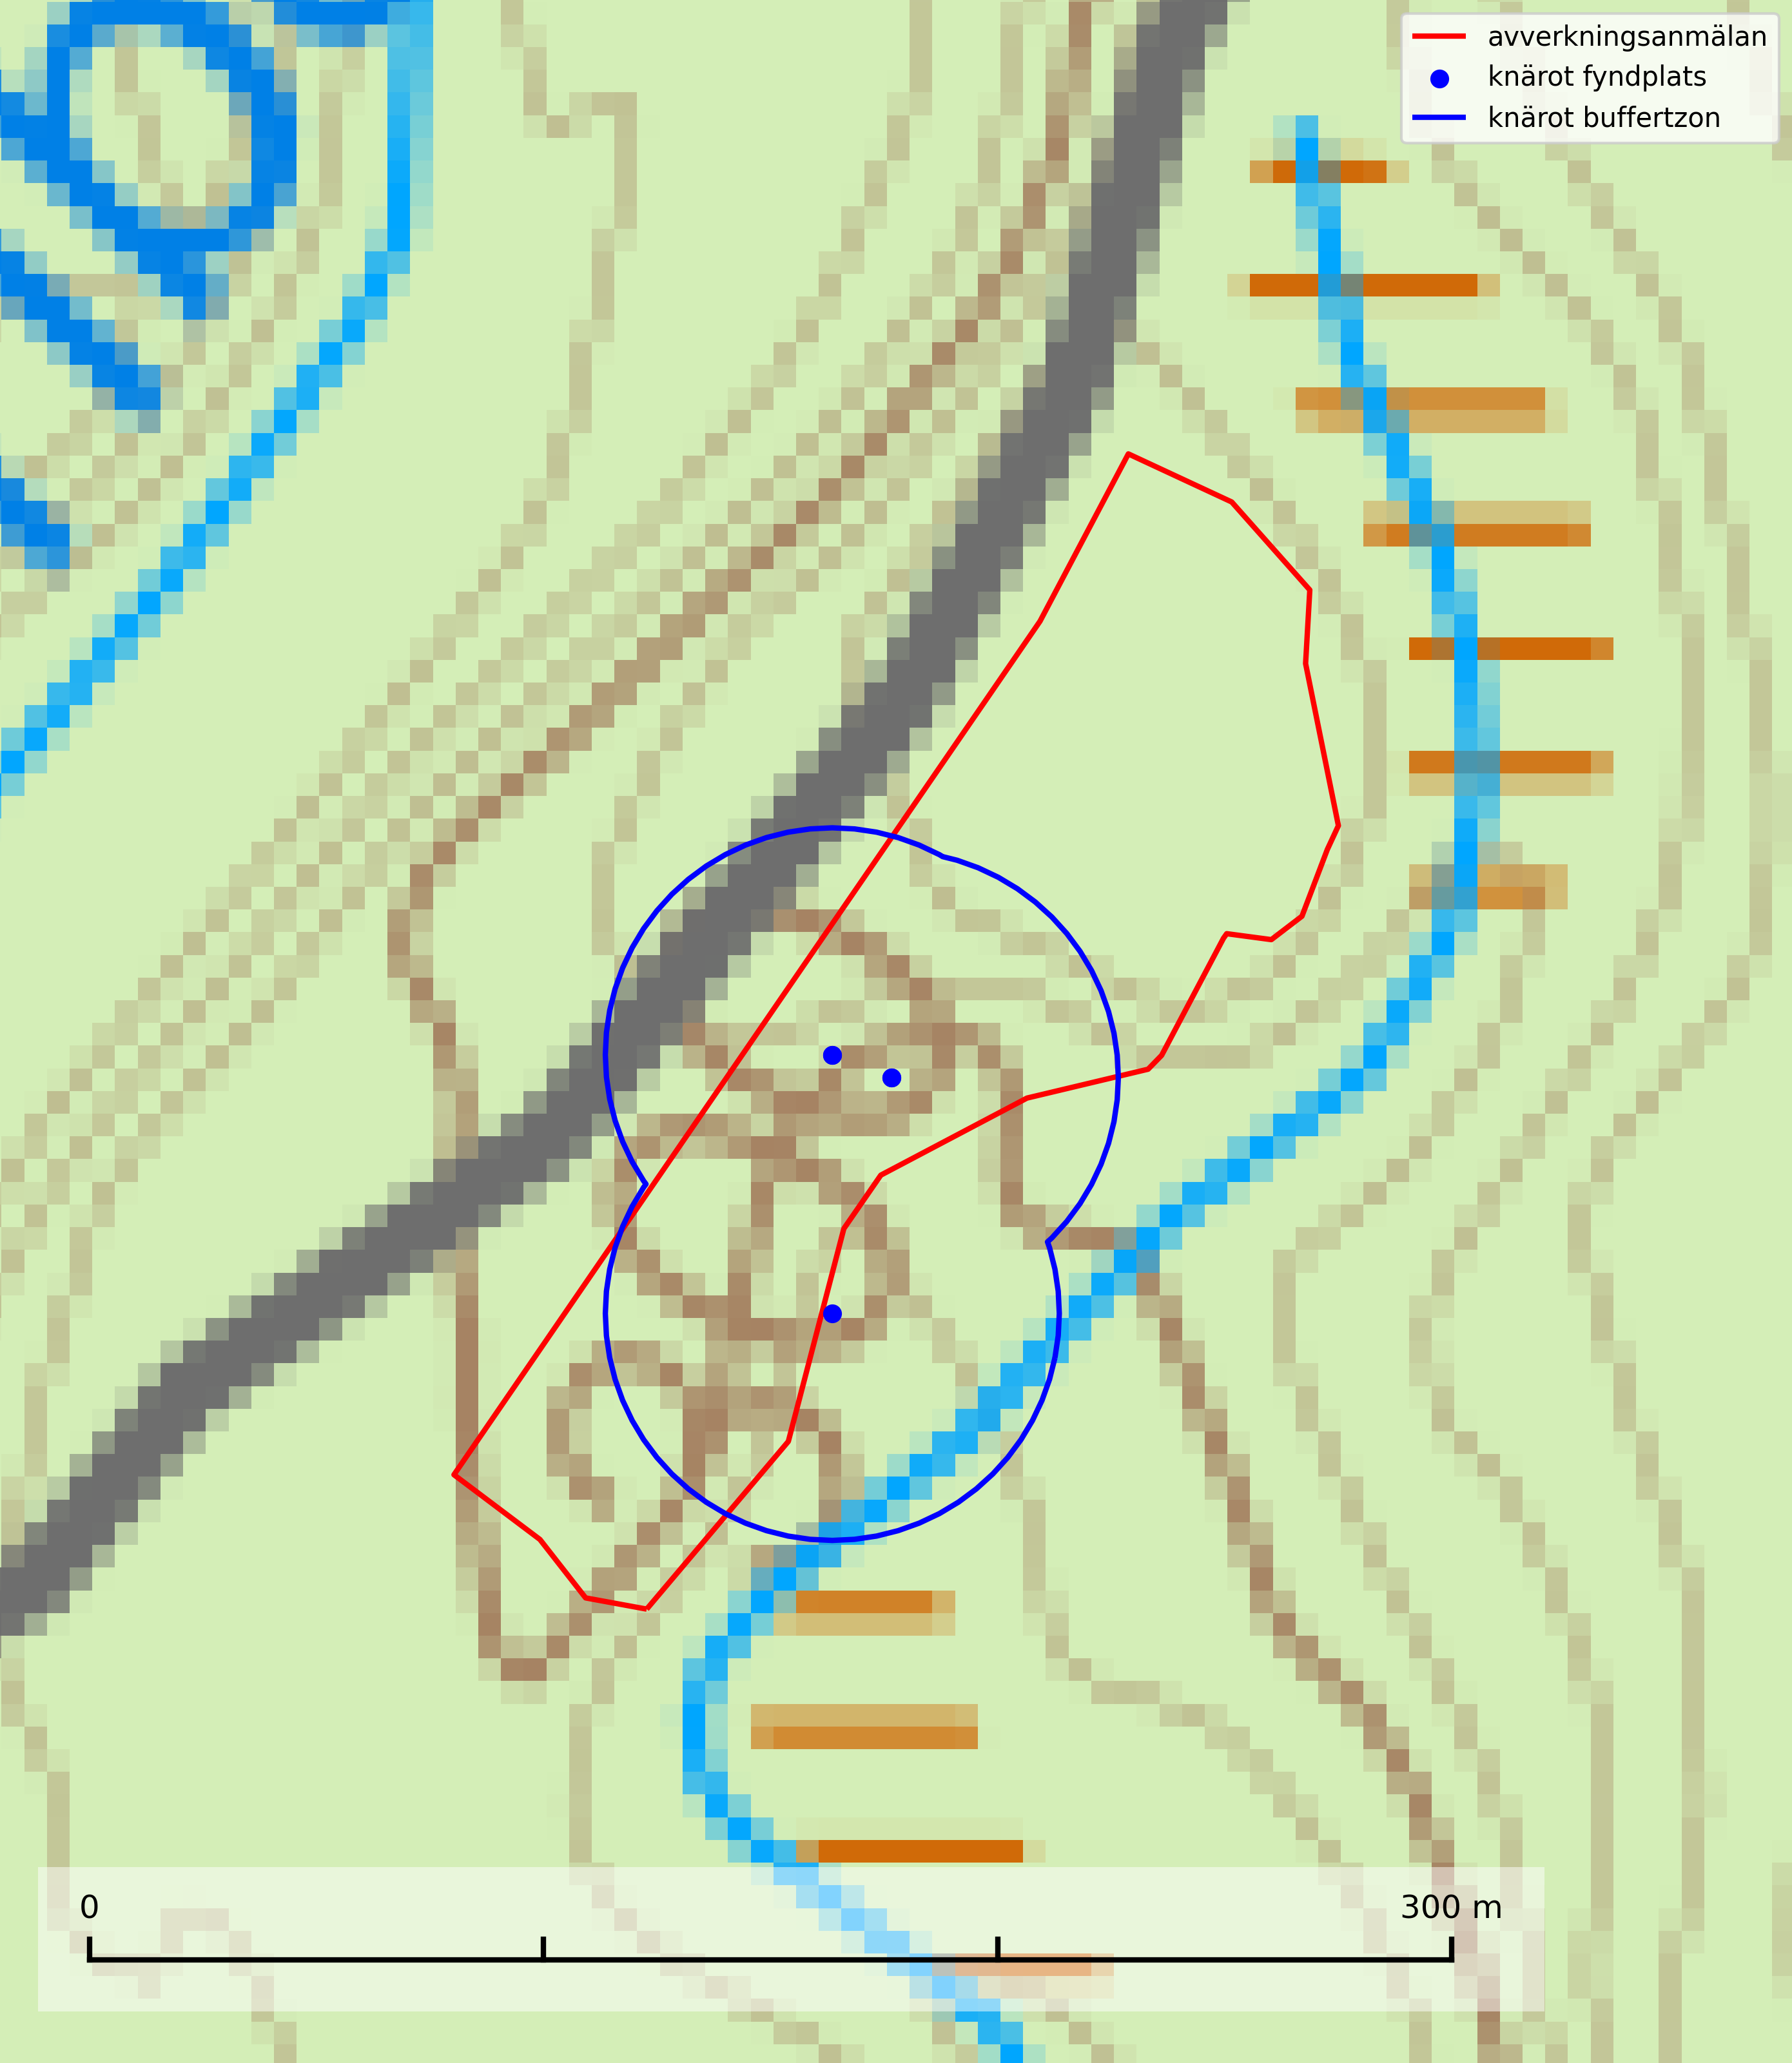 avverkningsanmälan
knärot fyndplats
knärot buffertzon
0 300 m